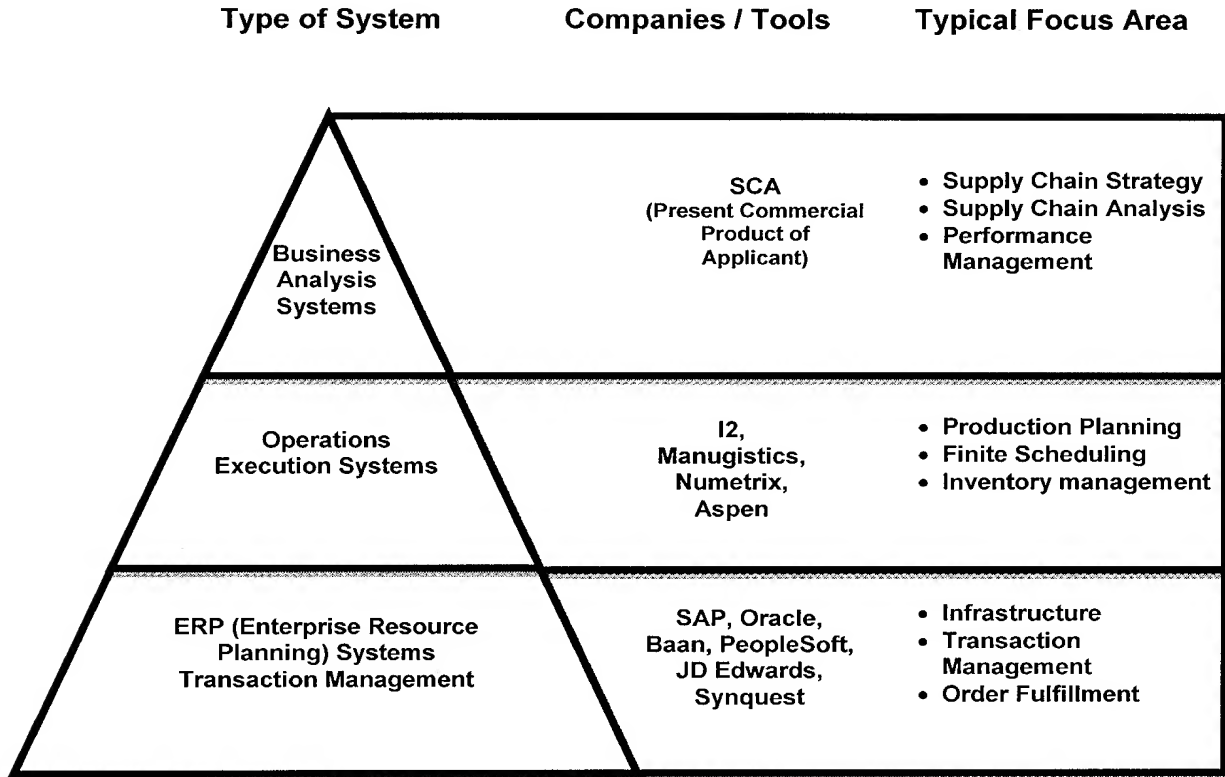 Type of System
Companies / Tools
Typical Focus Area
Business
Analysis
Systems
SCA
(Present Commercial
Product of
Applicant)
• Supply Chain Strategy
• Supply Chain Analysis
• Performance
Management
Operations
Execution Systems
I2,
Manugistics,
Numetrix,
Aspen
• Production Planning
• Finite Scheduling
• Inventory management
ERP (Enterprise Resource
Planning) Systems
Transaction Management
SAP, Oracle,
Baan, PeopleSoft,
JD Edwards,
Synquest
• Infrastructure
• Transaction
Management
• Order Fulfillment